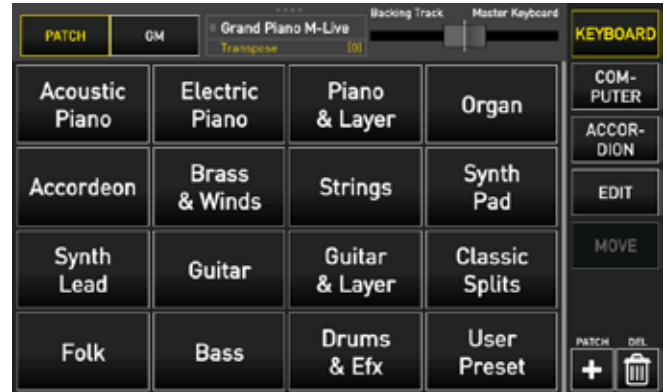 PATCH
GM
Grand Piano M-Live
Transpose [0]
Backing Track
Master Keyboard
KEYBOARD
Acoustic
Piano
Electric
Piano
Piano
& Layer
Organ
COM-
PUTER
ACCOR-
DION
Accordeon
Brass
& Winds
Strings
Synth
Pad
EDIT
Synth
Lead
Guitar
Guitar
& Layer
Classic
Splits
MOVE
Folk
Bass
Drums
& Efx
User
Preset
PATCH
DEL
+